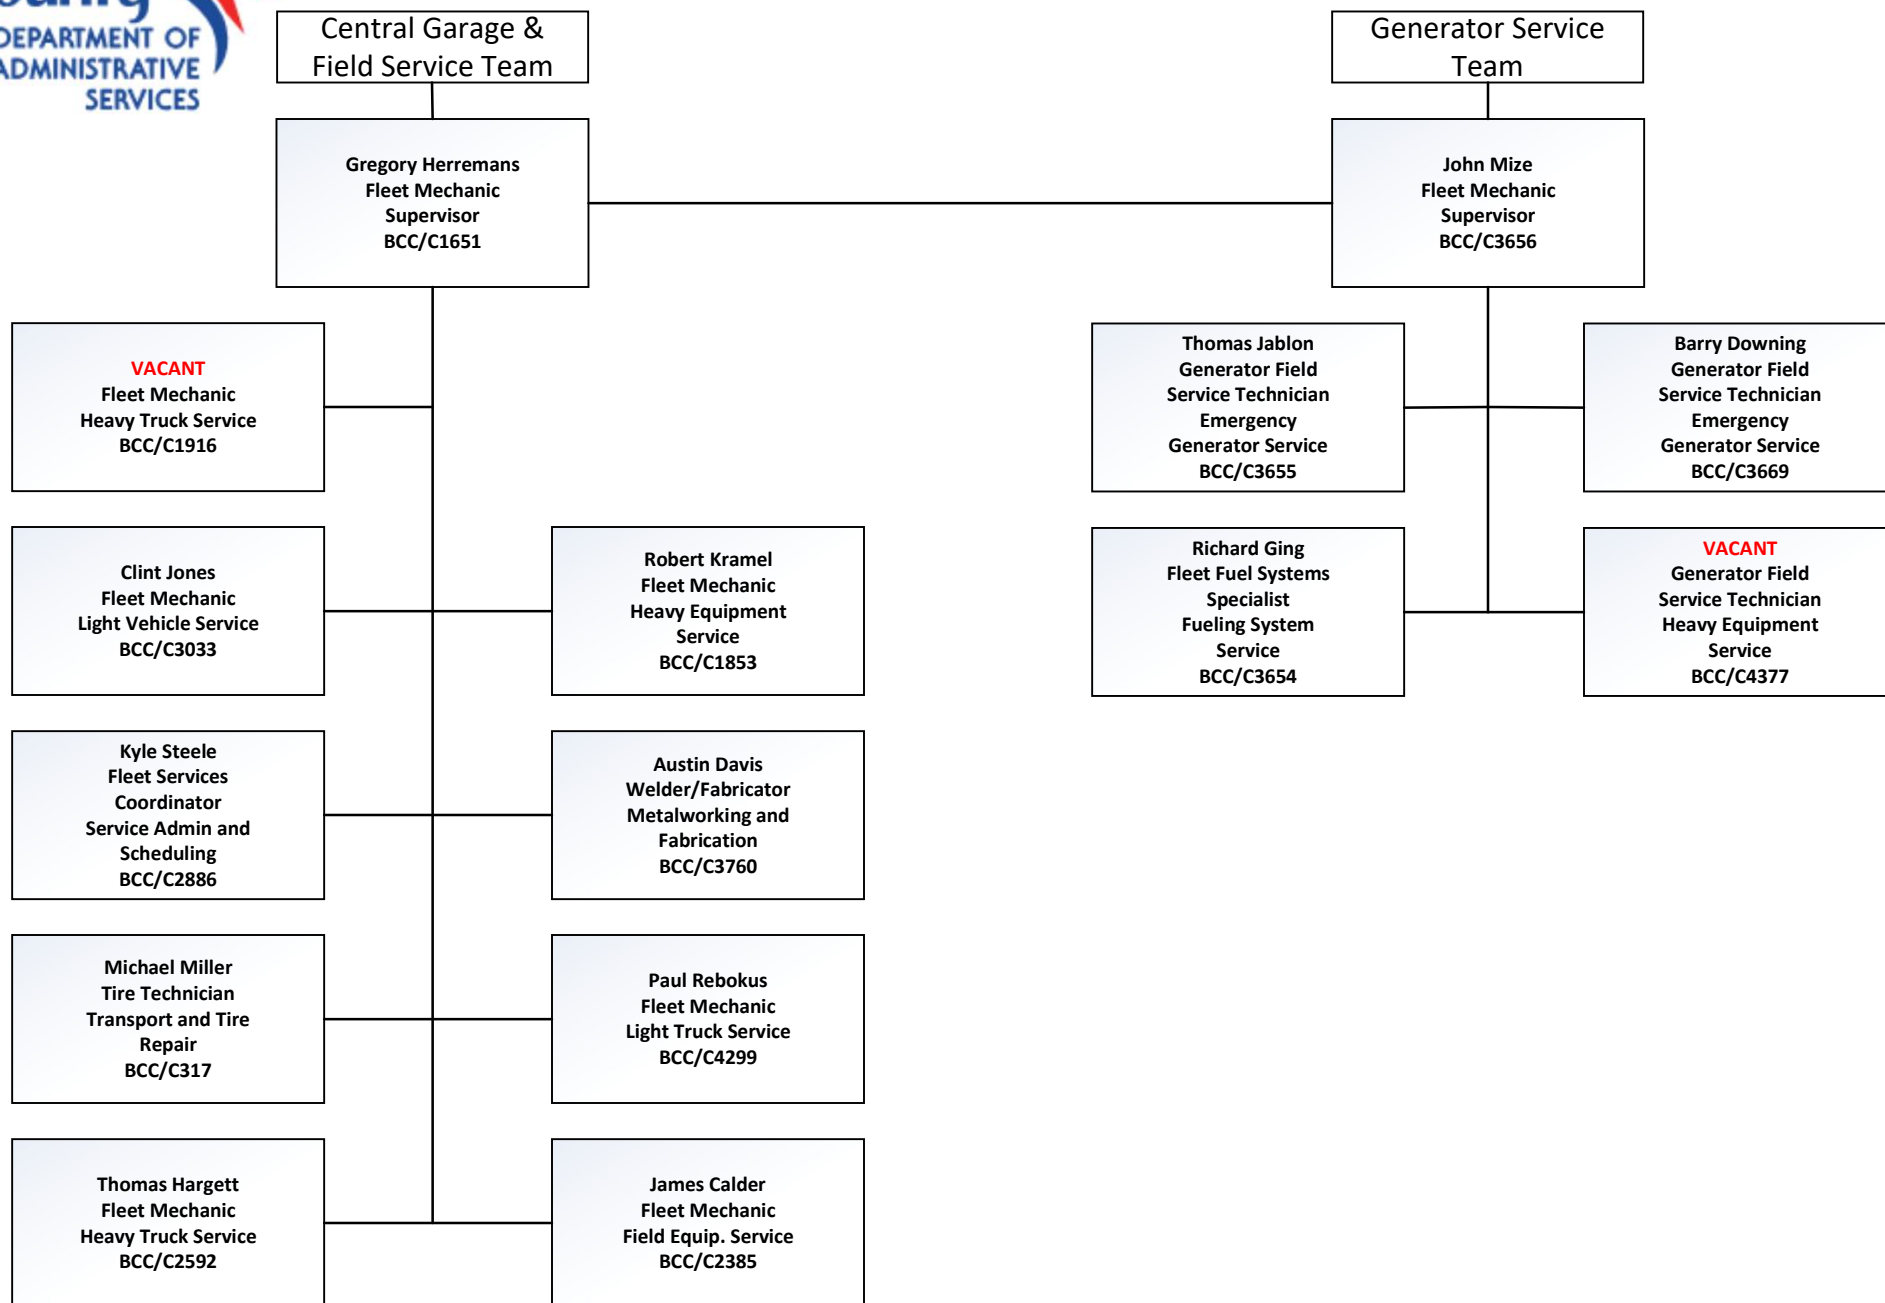 DEPARTMENT OF
ADMINISTRATIVE
SERVICES
Central Garage &
Field Service Team
Generator Service
Team
Gregory Herremans
Fleet Mechanic
Supervisor
BCC/C1651
John Mize
Fleet Mechanic
Supervisor
BCC/C3656
VACANT
Fleet Mechanic
Heavy Truck Service
BCC/C1916
Thomas Jablon
Generator Field
Service Technician
Emergency
Generator Service
BCC/C3655
Barry Downing
Generator Field
Service Technician
Emergency
Generator Service
BCC/C3669
Clint Jones
Fleet Mechanic
Light Vehicle Service
BCC/C3033
Robert Kramel
Fleet Mechanic
Heavy Equipment
Service
BCC/C1853
Richard Ging
Fleet Fuel Systems
Specialist
Fueling System
Service
BCC/C3654
VACANT
Generator Field
Service Technician
Heavy Equipment
Service
BCC/C4377
Kyle Steele
Fleet Services
Coordinator
Service Admin and
Scheduling
BCC/C2886
Austin Davis
Welder/Fabricator
Metalworking and
Fabrication
BCC/C3760
Michael Miller
Tire Technician
Transport and Tire
Repair
BCC/C317
Paul Rebokus
Fleet Mechanic
Light Truck Service
BCC/C4299
Thomas Hargett
Fleet Mechanic
Heavy Truck Service
BCC/C2592
James Calder
Fleet Mechanic
Field Equip. Service
BCC/C2385